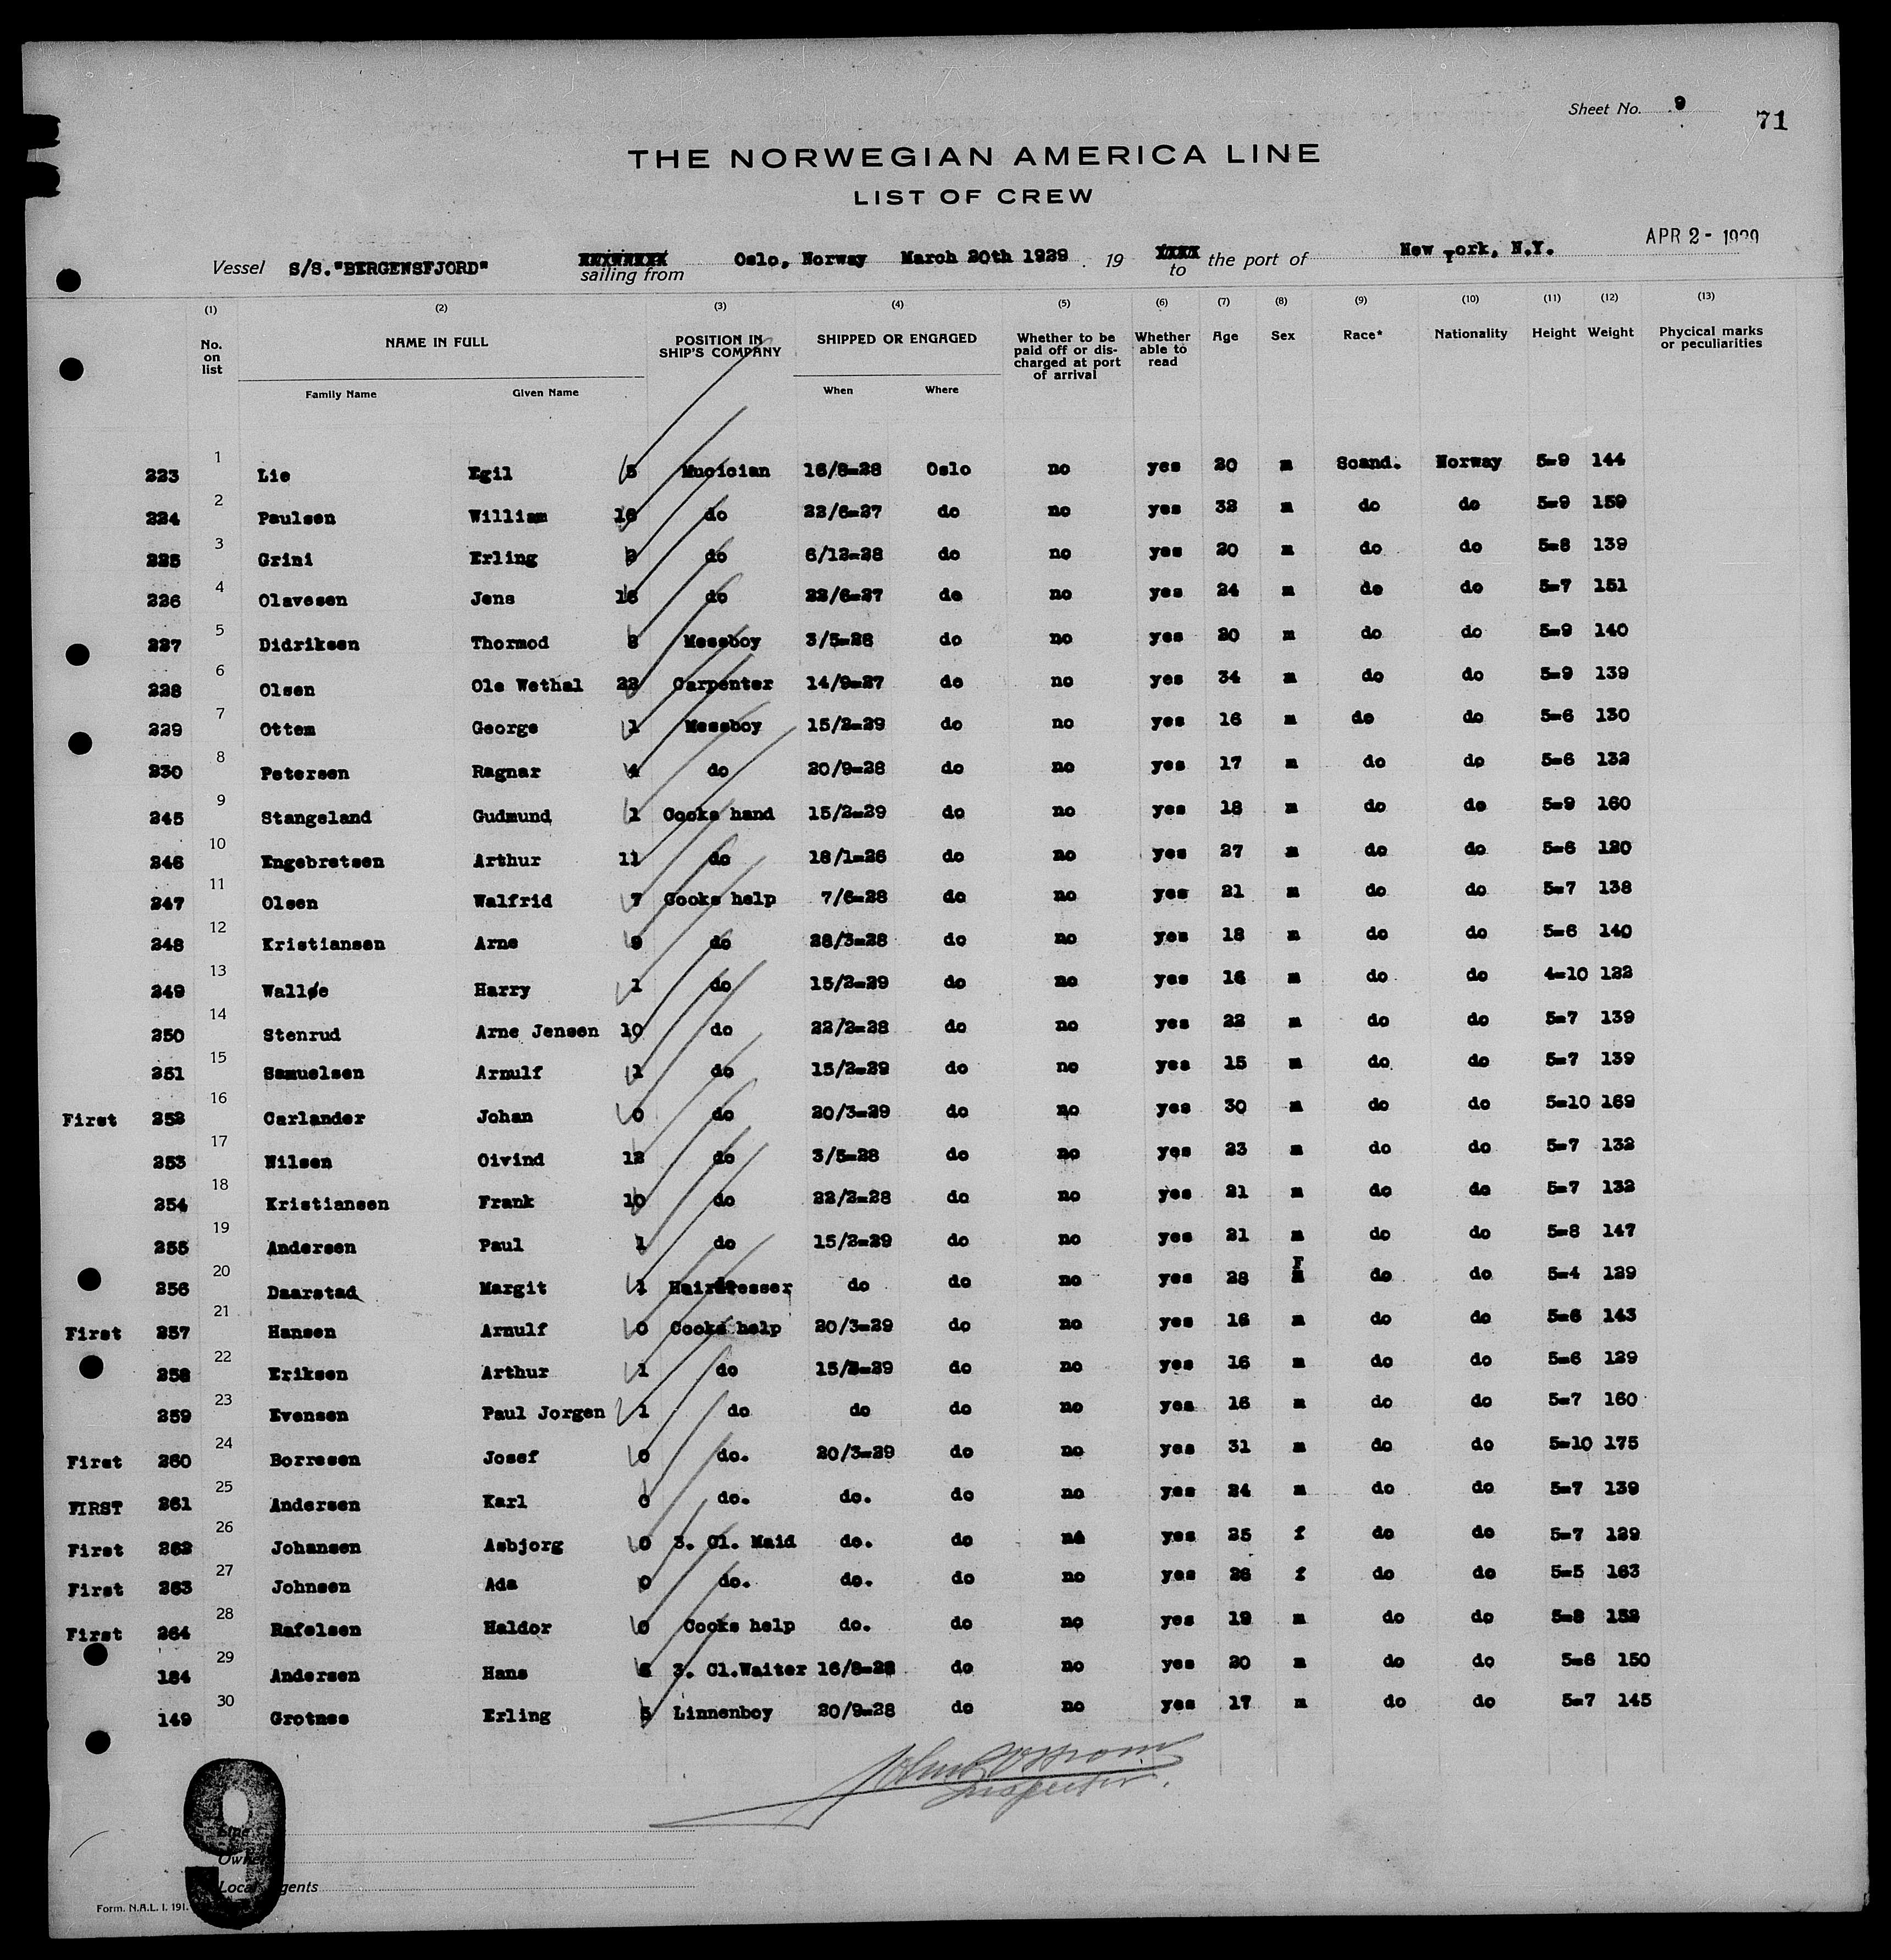 Sheet No. 9
71
THE NORWEGIAN AMERICA LINE
LIST OF CREW
APR 2 - 1929
Vessel S/S."BERGENSFJORD" sailing from Oslo, Norway March 20th 1929 . 19 to the port of New York, N.Y.
(1) (2) (3) (4) (5) (6) (7) (8) (9) (10) (11) (12) (13)
No. on list NAME IN FULL POSITION IN SHIP'S COMPANY SHIPPED OR ENGAGED Whether to be paid off or discharged at port of arrival Whether able to read Age Sex Race* Nationality Height Weight Phycical marks or peculiarities
Family Name Given Name When Where
223 1 Lie Egil 5 Mucician 16/8-28 Oslo no yes 20 m Scand. Norway 5-9 144
224 2 Paulsen William 16 do 22/6-27 do no yes 32 m do do 5-9 159
225 3 Grini Erling 2 do 6/12-28 do no yes 20 m do do 5-8 139
226 4 Olavesen Jens 16 do 22/6-27 do no yes 24 m do do 5-7 151
227 5 Didriksen Thormod 8 Messboy 3/5-28 do no yes 20 m do do 5-9 140
228 6 Olsen Ole Wethal 22 Carpenter 14/9-27 do no yes 34 m do do 5-9 139
229 7 Ottem George 1 Messboy 15/2-29 do no yes 16 m do do 5-6 130
230 8 Petersen Ragnar 4 do 20/9-28 do no yes 17 m do do 5-6 132
245 9 Stangeland Gudmund 1 Cooks hand 15/2-29 do no yes 18 m do do 5-9 160
246 10 Engebretsen Arthur 11 do 18/1-28 do no yes 27 m do do 5-6 120
247 11 Olsen Walfrid 7 Cooks help 7/6-28 do no yes 21 m do do 5-7 138
248 12 Kristiansen Arne 9 do 28/3-28 do no yes 18 m do do 5-6 140
249 13 Walløe Harry 1 do 15/2-29 do no yes 16 m do do 4-10 122
250 14 Stenrud Arne Jensen 10 do 22/2-28 do no yes 22 m do do 5-7 139
251 15 Samuelsen Arnulf 1 do 15/2-29 do no yes 15 m do do 5-7 139
First 252 16 Carlander Johan 0 do 20/3-29 do no yes 30 m do do 5-10 169
253 17 Nilsen Oivind 12 do 3/5-28 do no yes 23 m do do 5-7 132
254 18 Kristiansen Frank 10 do 22/2-28 do no yes 21 m do do 5-7 132
255 19 Andersen Paul 1 do 15/2-29 do no yes 21 m do do 5-8 147
256 20 Daarstad Margit 1 Hairdresser do do no yes 28 F do do 5-4 129
First 257 21 Hansen Arnulf 0 Cooks help 20/3-29 do no yes 16 m do do 5-6 143
258 22 Eriksen Arthur 1 do 15/2-29 do no yes 16 m do do 5-6 129
259 23 Evensen Paul Jorgen 1 do do do no yes 16 m do do 5-7 160
First 260 24 Borresen Josef 0 do. 20/3-29 do no yes 31 m do do 5-10 175
FIRST 261 25 Andersen Karl 0 do. do. do no yes 24 m do do 5-7 139
First 262 26 Johansen Asbjorg 0 3. Cl. Maid do. do no yes 25 f do do 5-7 129
First 263 27 Johnsen Ada 0 do. do. do no yes 26 f do do 5-5 163
First 264 28 Rafelsen Haldor 0 Cooks help do. do no yes 19 m do do 5-8 152
184 29 Andersen Hans 3. Cl.Waiter 16/8-28 do no yes 20 m do do 5-6 150
149 30 Grotnes Erling 5 Linnenboy 20/9-28 do no yes 17 m do do 5-7 145
Inspector.
9
Line
Owner
Local Agents
Form. N.A.L. I. 191.